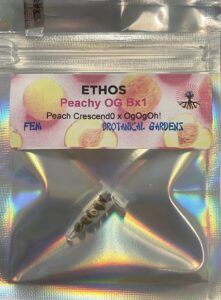 ETHOS
Peachy OG Bx1
Peach Crescend0 x OgOgOh!
FEM BROTANICAL GARDENS